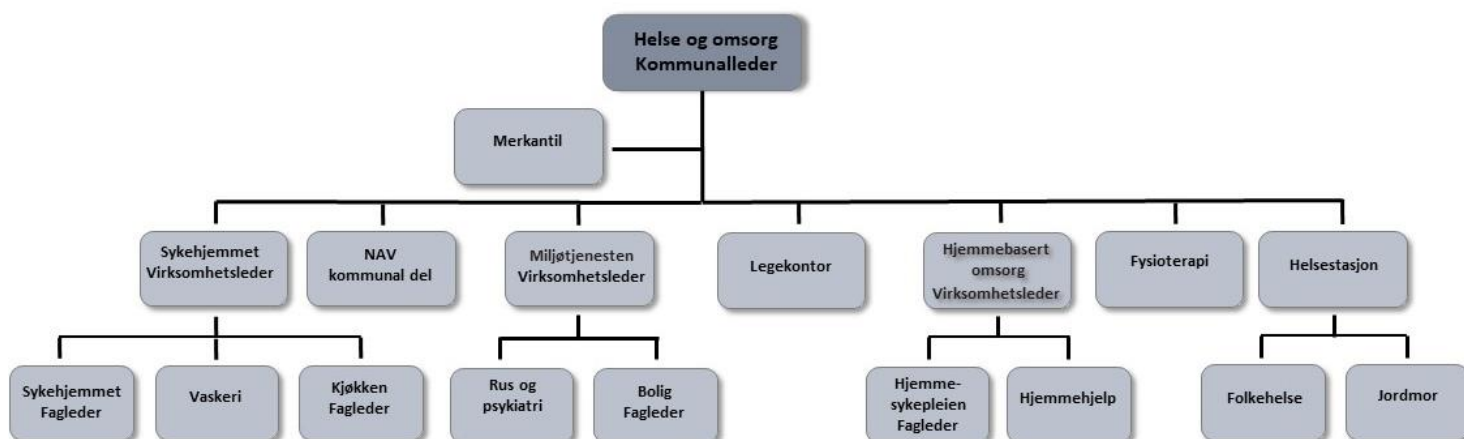 Helse og omsorg
Kommunalleder
Merkantil
Sykehjemmet
Virksomhetsleder
NAV
kommunal del
Miljøtjenesten
Virksomhetsleder
Legekontor
Hjemmebasert
omsorg
Virksomhetsleder
Fysioterapi
Helsestasjon
Sykehjemmet
Fagleder
Vaskeri
Kjøkken
Fagleder
Rus og
psykiatri
Bolig
Fagleder
Hjemme-
sykepleien
Fagleder
Hjemmehjelp
Folkehelse
Jordmor